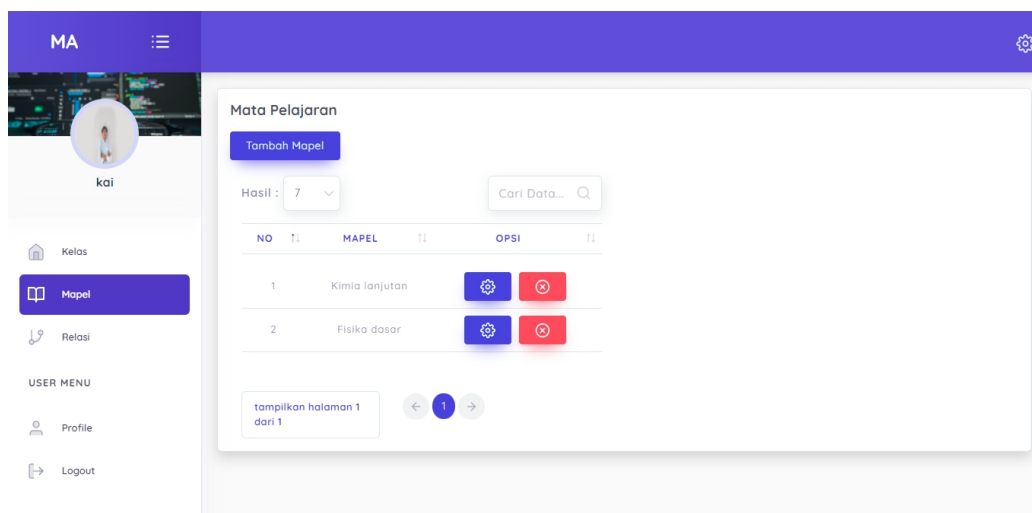 MA
kai
Kelas
Mapel
Relasi
USER MENU
Profile
Logout
Mata Pelajaran
Tambah Mapel
Hasil : 7
Cari Data...
NO MAPEL OPSI
1 Kimia lanjutan
2 Fisika dasar
tampilkan halaman 1
dari 1
1